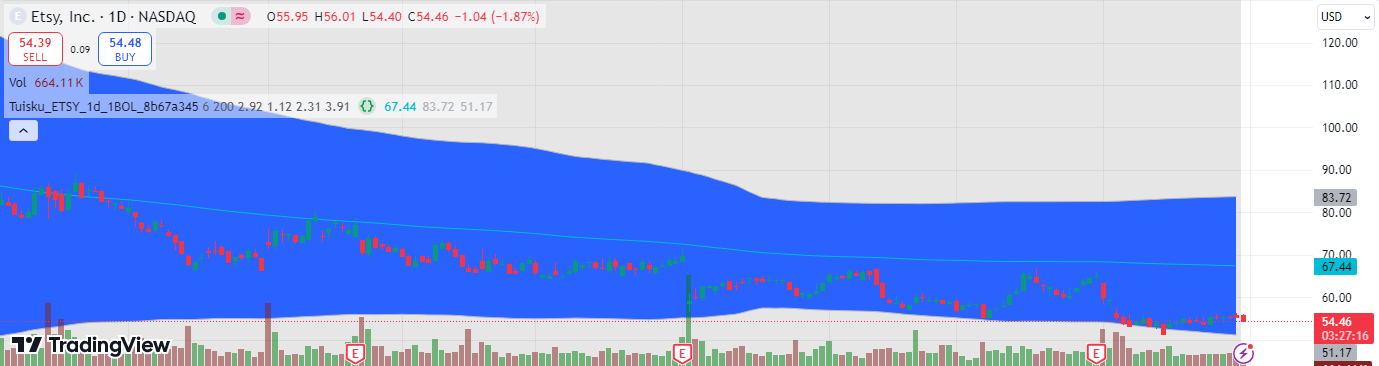 E Etsy, Inc. · 1D · NASDAQ ≈ O55.95 H56.01 L54.40 C54.46 −1.04 (−1.87%)
USD
54.39 SELL
0.09
54.48 BUY
Vol 664.11 K
Tuisku_ETSY_1d_1BOL_8b67a345 6 200 2.92 1.12 2.31 3.91 {} 67.44 83.72 51.17
120.00
110.00
100.00
90.00
83.72
80.00
70.00
67.44
60.00
54.46
03:27:16
51.17
TradingView
E
E
E